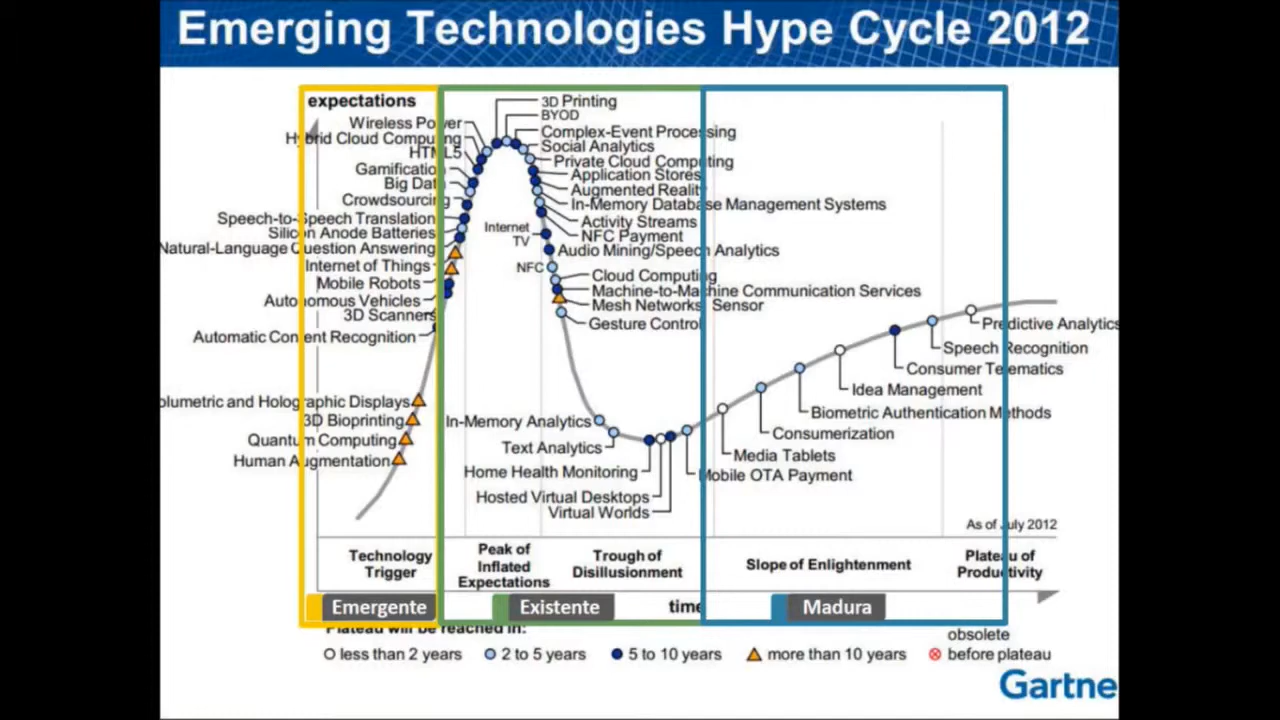 Emerging Technologies Hype Cycle 2012
expectations
3D Printing
BYOD
Wireless Power
Complex-Event Processing
Hybrid Cloud Computing
Social Analytics
HTML5
Private Cloud Computing
Gamification
Application Stores
Big Data
Augmented Reality
Crowdsourcing
In-Memory Database Management Systems
Speech-to-Speech Translation
Activity Streams
Silicon Anode Batteries
Internet
TV
NFC Payment
Natural-Language Question Answering
Audio Mining/Speech Analytics
Internet of Things
NFC
Mobile Robots
Cloud Computing
Autonomous Vehicles
Machine-to-Machine Communication Services
3D Scanners
Mesh Networks: Sensor
Gesture Control
Automatic Content Recognition
Predictive Analytics
Speech Recognition
Consumer Telematics
Idea Management
olumetric and Holographic Displays
Biometric Authentication Methods
3D Bioprinting
In-Memory Analytics
Consumerization
Quantum Computing
Text Analytics
Media Tablets
Human Augmentation
Home Health Monitoring
Mobile OTA Payment
Hosted Virtual Desktops
Virtual Worlds
As of July 2012
Technology
Trigger
Peak of
Inflated
Expectations
Trough of
Disillusionment
Slope of Enlightenment
Plateau of
Productivity
Emergente
Existente
time
Madura
Plateau will be reached in:
less than 2 years
2 to 5 years
5 to 10 years
more than 10 years
obsolete
before plateau
Gartne